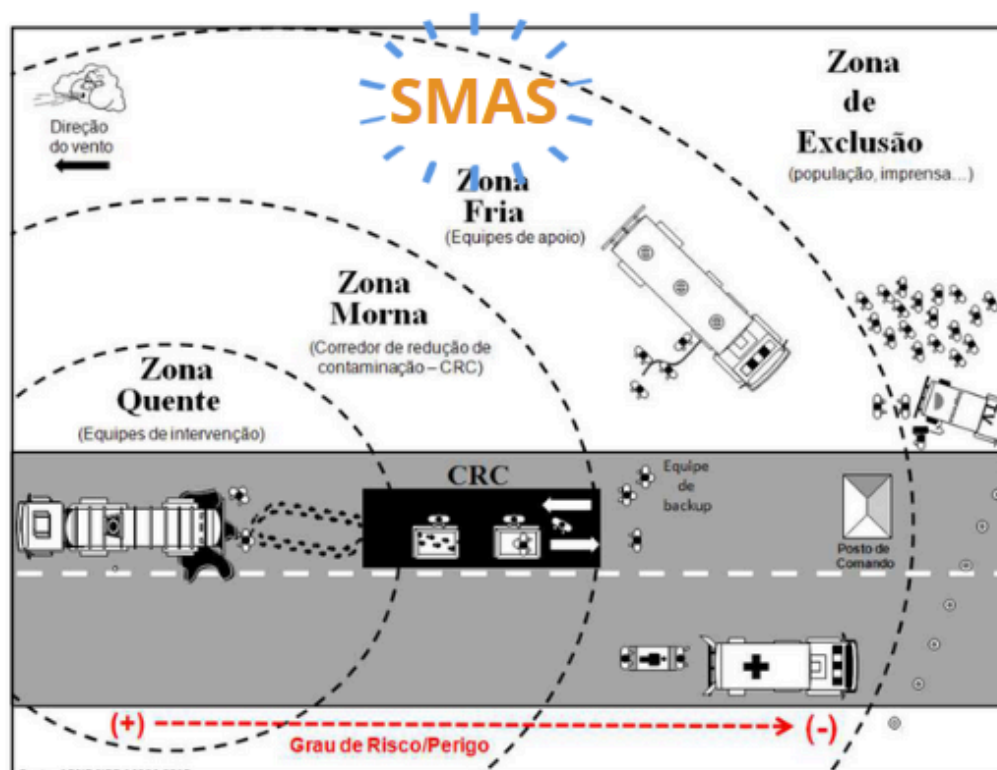 SMAS
Zona
de
Exclusão
(população, imprensa...)
Direção
do vento
Zona
Fria
(Equipes de apoio)
Zona
Morna
(Corredor de redução de
contaminação – CRC)
Zona
Quente
(Equipes de intervenção)
TV
CRC
Equipe
de
backup
Posto de
Comando
(+)
(-)
Grau de Risco/Perigo